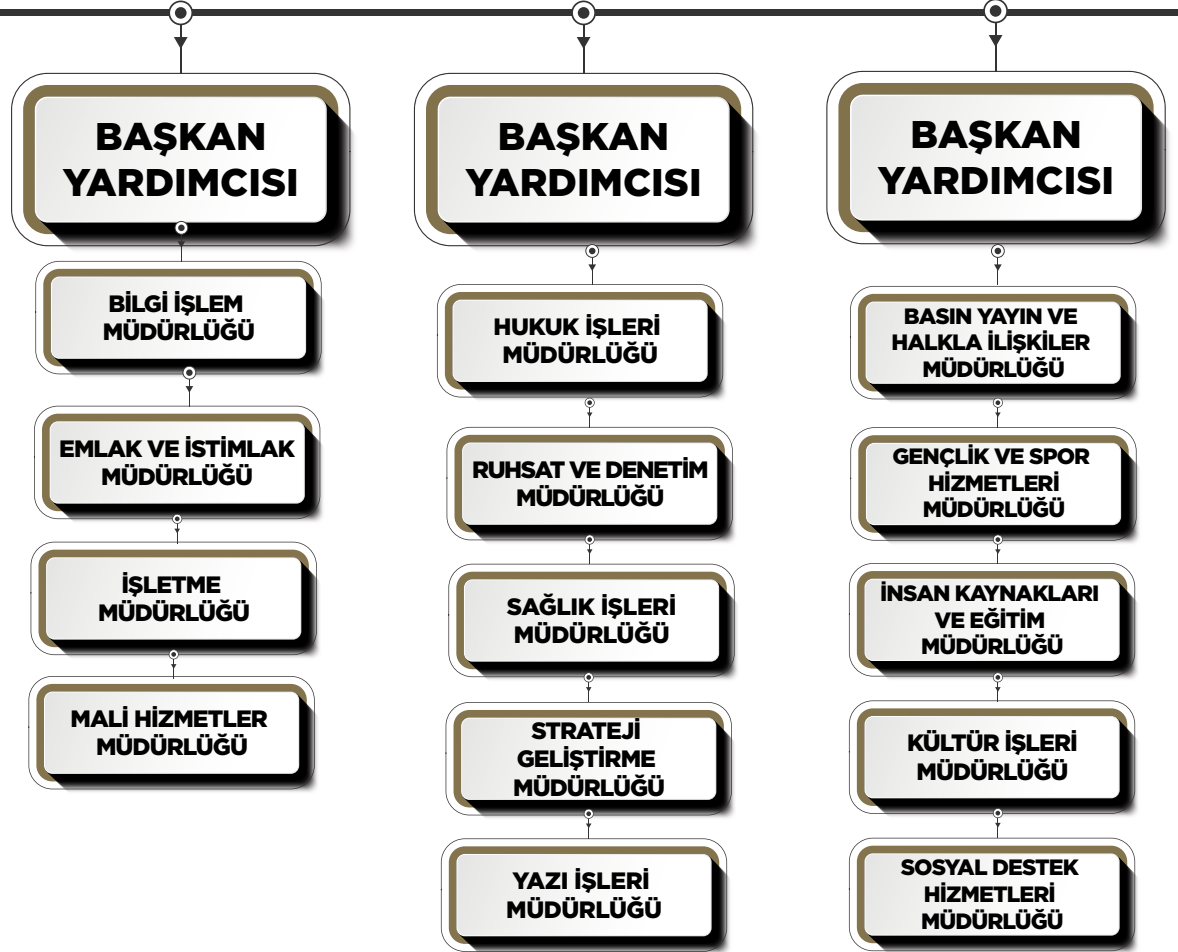 BAŞKAN
YARDIMCISI
BİLGİ İŞLEM
MÜDÜRLÜĞÜ
EMLAK VE İSTİMLAK
MÜDÜRLÜĞÜ
İŞLETME
MÜDÜRLÜĞÜ
MALİ HİZMETLER
MÜDÜRLÜĞÜ
BAŞKAN
YARDIMCISI
HUKUK İŞLERİ
MÜDÜRLÜĞÜ
RUHSAT VE DENETİM
MÜDÜRLÜĞÜ
SAĞLIK İŞLERİ
MÜDÜRLÜĞÜ
STRATEJİ
GELİŞTİRME
MÜDÜRLÜĞÜ
YAZI İŞLERİ
MÜDÜRLÜĞÜ
BAŞKAN
YARDIMCISI
BASIN YAYIN VE
HALKLA İLİŞKİLER
MÜDÜRLÜĞÜ
GENÇLİK VE SPOR
HİZMETLERİ
MÜDÜRLÜĞÜ
İNSAN KAYNAKLARI
VE EĞİTİM
MÜDÜRLÜĞÜ
KÜLTÜR İŞLERİ
MÜDÜRLÜĞÜ
SOSYAL DESTEK
HİZMETLERİ
MÜDÜRLÜĞÜ